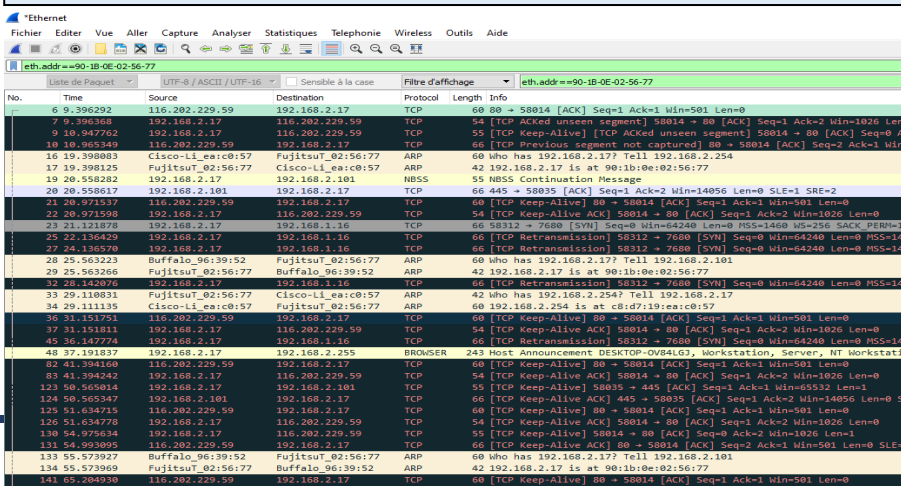 *Ethernet
Fichier Editer Vue Aller Capture Analyser Statistiques Telephonie Wireless Outils Aide
eth.addr==90-1B-0E-02-56-77
Liste de Paquet UTF-8 / ASCII / UTF-16 Sensible à la case Filtre d'affichage eth.addr==90-1B-0E-02-56-77
No. Time Source Destination Protocol Length Info
6 9.396292 116.202.229.59 192.168.2.17 TCP 60 80 → 58014 [ACK] Seq=1 Ack=1 Win=501 Len=0
7 9.396368 192.168.2.17 116.202.229.59 TCP 54 [TCP ACKed unseen segment] 58014 → 80 [ACK] Seq=1 Ack=2 Win=1026 Len
9 10.947762 192.168.2.17 116.202.229.59 TCP 55 [TCP Keep-Alive] [TCP ACKed unseen segment] 58014 → 80 [ACK] Seq=0 A
10 10.965349 116.202.229.59 192.168.2.17 TCP 66 [TCP Previous segment not captured] 80 → 58014 [ACK] Seq=2 Ack=1 Win
16 19.398083 Cisco-Li_ea:c0:57 FujitsuT_02:56:77 ARP 60 Who has 192.168.2.17? Tell 192.168.2.254
17 19.398125 FujitsuT_02:56:77 Cisco-Li_ea:c0:57 ARP 42 192.168.2.17 is at 90:1b:0e:02:56:77
19 20.558282 192.168.2.17 192.168.2.101 NBSS 55 NBSS Continuation Message
20 20.558617 192.168.2.101 192.168.2.17 TCP 66 445 → 58035 [ACK] Seq=1 Ack=2 Win=14056 Len=0 SLE=1 SRE=2
21 20.971537 116.202.229.59 192.168.2.17 TCP 60 [TCP Keep-Alive] 80 → 58014 [ACK] Seq=1 Ack=1 Win=501 Len=0
22 20.971598 192.168.2.17 116.202.229.59 TCP 54 [TCP Keep-Alive ACK] 58014 → 80 [ACK] Seq=1 Ack=2 Win=1026 Len=0
23 21.121878 192.168.2.17 192.168.1.16 TCP 66 58312 → 7680 [SYN] Seq=0 Win=64240 Len=0 MSS=1460 WS=256 SACK_PERM=1
25 22.136429 192.168.2.17 192.168.1.16 TCP 66 [TCP Retransmission] 58312 → 7680 [SYN] Seq=0 Win=64240 Len=0 MSS=14
27 24.136570 192.168.2.17 192.168.1.16 TCP 66 [TCP Retransmission] 58312 → 7680 [SYN] Seq=0 Win=64240 Len=0 MSS=14
28 25.563223 Buffalo_96:39:52 FujitsuT_02:56:77 ARP 60 Who has 192.168.2.17? Tell 192.168.2.101
29 25.563266 FujitsuT_02:56:77 Buffalo_96:39:52 ARP 42 192.168.2.17 is at 90:1b:0e:02:56:77
32 28.142076 192.168.2.17 192.168.1.16 TCP 66 [TCP Retransmission] 58312 → 7680 [SYN] Seq=0 Win=64240 Len=0 MSS=14
33 29.110831 FujitsuT_02:56:77 Cisco-Li_ea:c0:57 ARP 42 Who has 192.168.2.254? Tell 192.168.2.17
34 29.111135 Cisco-Li_ea:c0:57 FujitsuT_02:56:77 ARP 60 192.168.2.254 is at c8:d7:19:ea:c0:57
36 31.151751 116.202.229.59 192.168.2.17 TCP 60 [TCP Keep-Alive] 80 → 58014 [ACK] Seq=1 Ack=1 Win=501 Len=0
37 31.151811 192.168.2.17 116.202.229.59 TCP 54 [TCP Keep-Alive ACK] 58014 → 80 [ACK] Seq=1 Ack=2 Win=1026 Len=0
45 36.147774 192.168.2.17 192.168.1.16 TCP 66 [TCP Retransmission] 58312 → 7680 [SYN] Seq=0 Win=64240 Len=0 MSS=14
48 37.191837 192.168.2.17 192.168.2.255 BROWSER 243 Host Announcement DESKTOP-OV84LGJ, Workstation, Server, NT Workstati
82 41.394160 116.202.229.59 192.168.2.17 TCP 60 [TCP Keep-Alive] 80 → 58014 [ACK] Seq=1 Ack=1 Win=501 Len=0
83 41.394242 192.168.2.17 116.202.229.59 TCP 54 [TCP Keep-Alive ACK] 58014 → 80 [ACK] Seq=1 Ack=2 Win=1026 Len=0
123 50.565014 192.168.2.17 192.168.2.101 TCP 55 [TCP Keep-Alive] 58035 → 445 [ACK] Seq=1 Ack=1 Win=65532 Len=1
124 50.565347 192.168.2.101 192.168.2.17 TCP 66 [TCP Keep-Alive ACK] 445 → 58035 [ACK] Seq=1 Ack=2 Win=14056 Len=0 S
125 51.634715 116.202.229.59 192.168.2.17 TCP 60 [TCP Keep-Alive] 80 → 58014 [ACK] Seq=1 Ack=1 Win=501 Len=0
126 51.634778 192.168.2.17 116.202.229.59 TCP 54 [TCP Keep-Alive ACK] 58014 → 80 [ACK] Seq=1 Ack=2 Win=1026 Len=0
130 54.975634 192.168.2.17 116.202.229.59 TCP 55 [TCP Keep-Alive] 58014 → 80 [ACK] Seq=0 Ack=2 Win=1026 Len=1
131 54.993095 116.202.229.59 192.168.2.17 TCP 66 [TCP Keep-Alive ACK] 80 → 58014 [ACK] Seq=2 Ack=1 Win=501 Len=0 SLE=
133 55.573927 Buffalo_96:39:52 FujitsuT_02:56:77 ARP 60 Who has 192.168.2.17? Tell 192.168.2.101
134 55.573969 FujitsuT_02:56:77 Buffalo_96:39:52 ARP 42 192.168.2.17 is at 90:1b:0e:02:56:77
141 65.204930 116.202.229.59 192.168.2.17 TCP 60 [TCP Keep-Alive] 80 → 58014 [ACK] Seq=1 Ack=1 Win=501 Len=0